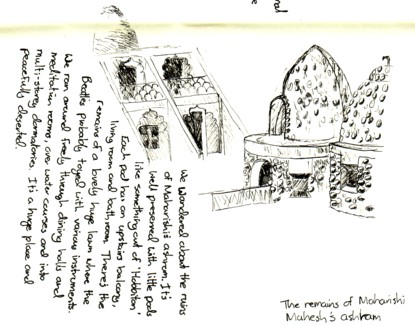 We wandered about the ruins
of Maharishi's ashram. It's
well preserved with little pods
like something out of 'Hobbiton'
Each pod has an upstairs balcony,
living room and bathroom. There's the
remains of a lovely huge lawn where the
Beatles probably toyed with various instruments.
We ran around freely through dining halls and
meditation rooms, over water courses and into
multi-storey dormatories. It's a huge place and
peacefully deserted.
The remains of Maharishi
Mahesh's ashram